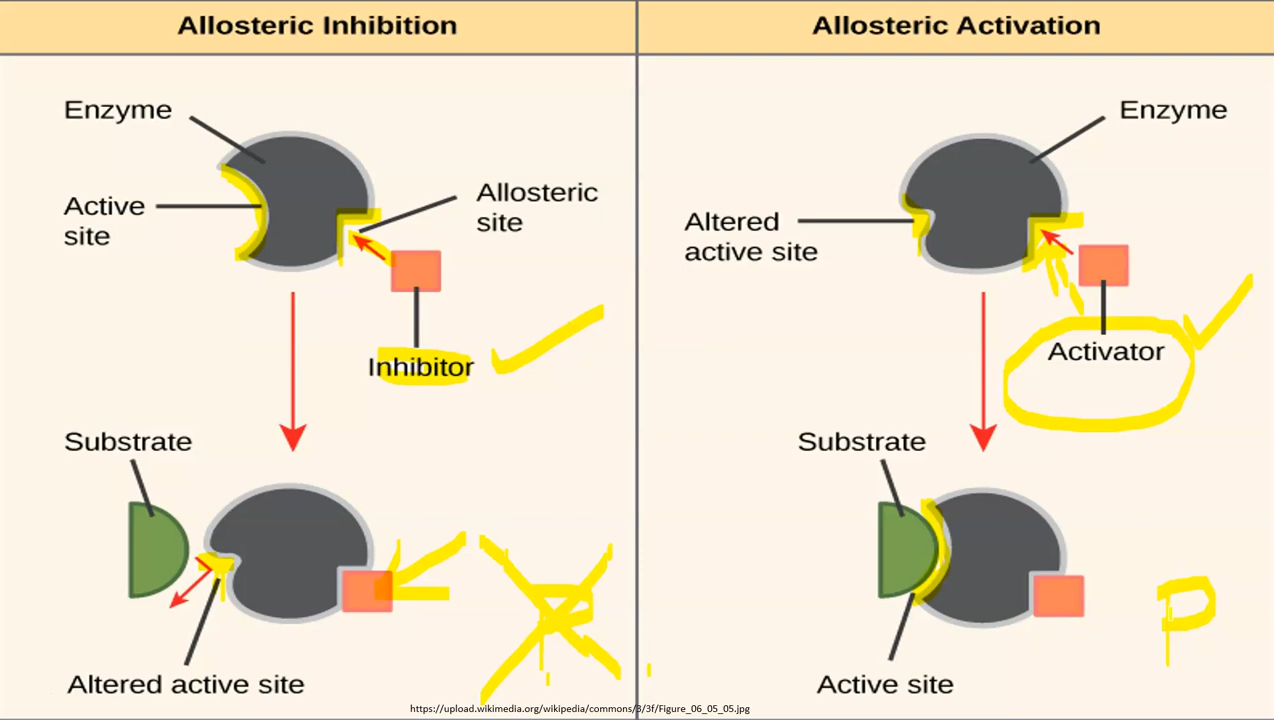 Allosteric Inhibition
Enzyme
Active
site
Allosteric
site
Inhibitor
Substrate
Altered active site
Allosteric Activation
Enzyme
Altered
active site
Activator
Substrate
Active site
P
P
https://upload.wikimedia.org/wikipedia/commons/3/3f/Figure_06_05_05.jpg